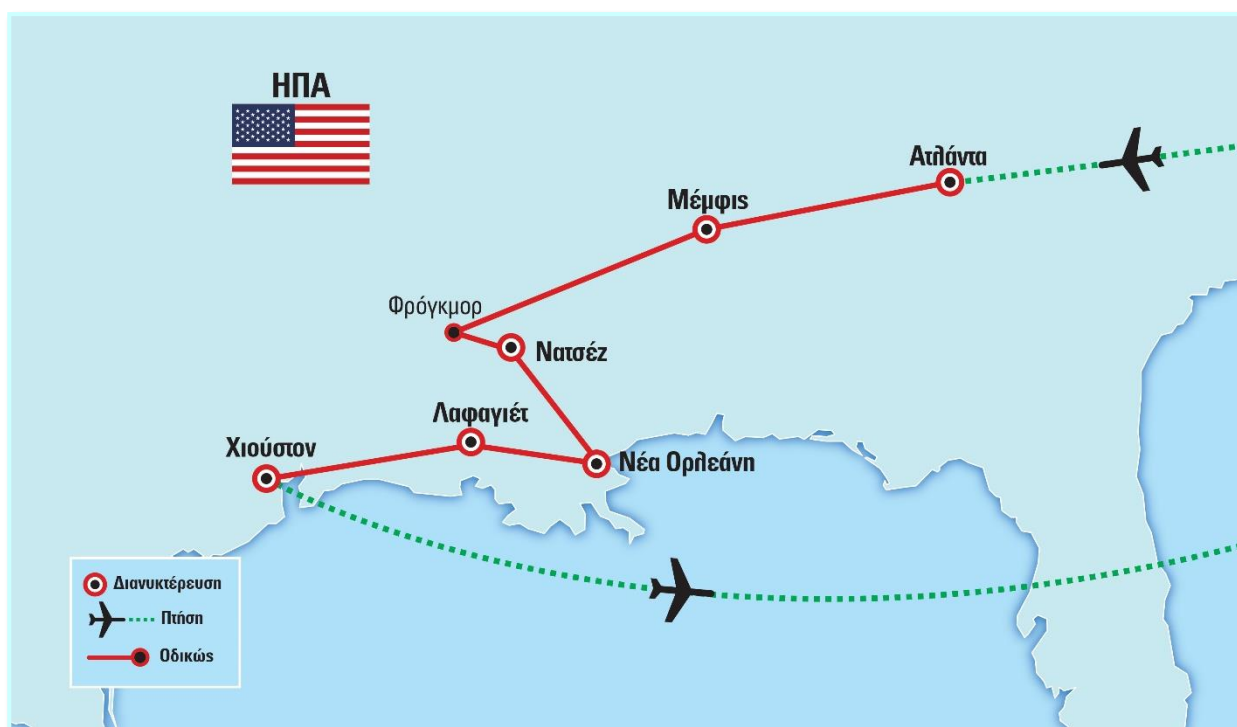 ΗΠΑ
Ατλάντα
Μέμφις
Φρόγκμορ
Νατσέζ
Λαφαγιέτ
Χιούστον
Νέα Ορλεάνη
Διανυκτέρευση
Πτήση
Οδικώς